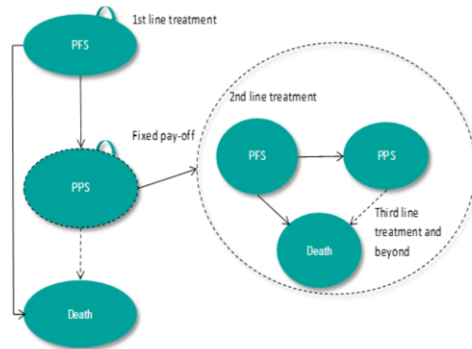 1st line treatment
PFS
Fixed pay-off
PPS
Death
2nd line treatment
PFS
PPS
Death
Third line
treatment and
beyond